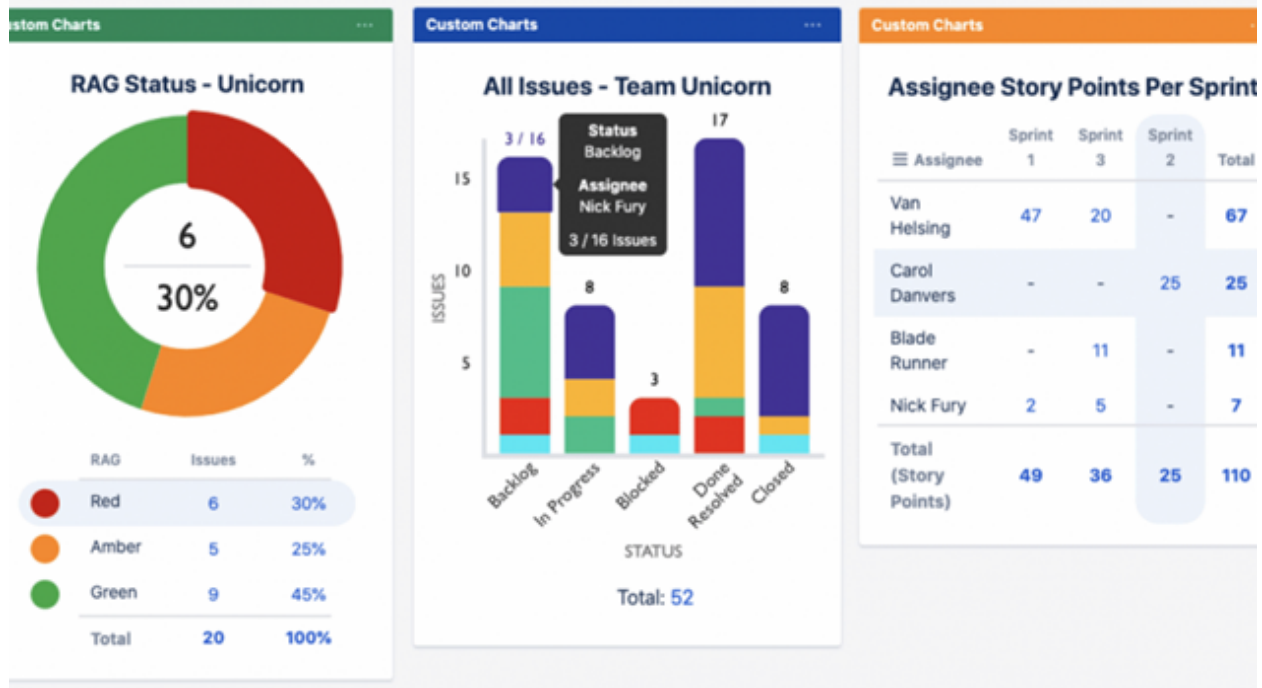 stom Charts
RAG Status - Unicorn
6
30%
RAG Issues %
Red 6 30%
Amber 5 25%
Green 9 45%
Total 20 100%
Custom Charts
All Issues - Team Unicorn
3 / 16
Status
Backlog
Assignee
Nick Fury
3 / 16 Issues
17
15
10
5
8
3
8
ISSUES
Backlog
In Progress
Blocked
Done
Resolved
Closed
STATUS
Total: 52
Custom Charts
Assignee Story Points Per Sprint
Sprint Sprint Sprint
Assignee 1 3 2 Total
Van
Helsing 47 20 - 67
Carol
Danvers - - 25 25
Blade
Runner - 11 - 11
Nick Fury 2 5 - 7
Total
(Story
Points) 49 36 25 110